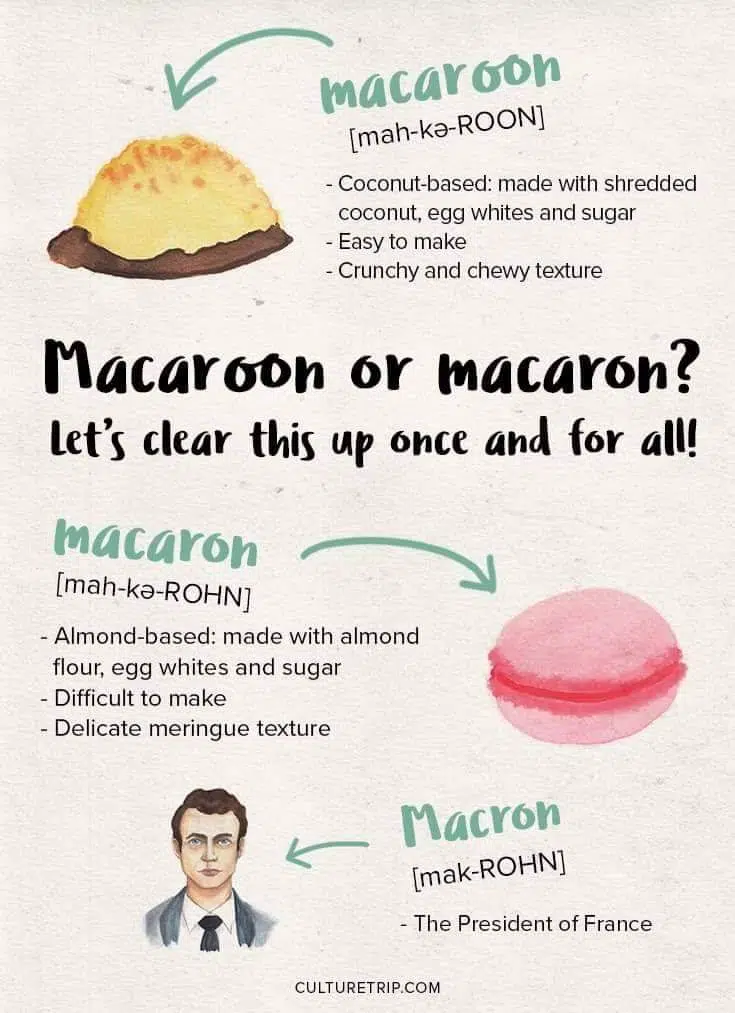 macaroon
[mah-kə-ROON]
- Coconut-based: made with shredded
coconut, egg whites and sugar
- Easy to make
- Crunchy and chewy texture
Macaroon or macaron?
Let's clear this up once and for all!
macaron
[mah-kə-ROHN]
- Almond-based: made with almond
flour, egg whites and sugar
- Difficult to make
- Delicate meringue texture
Macron
[mak-ROHN]
- The President of France
CULTURETRIP.COM